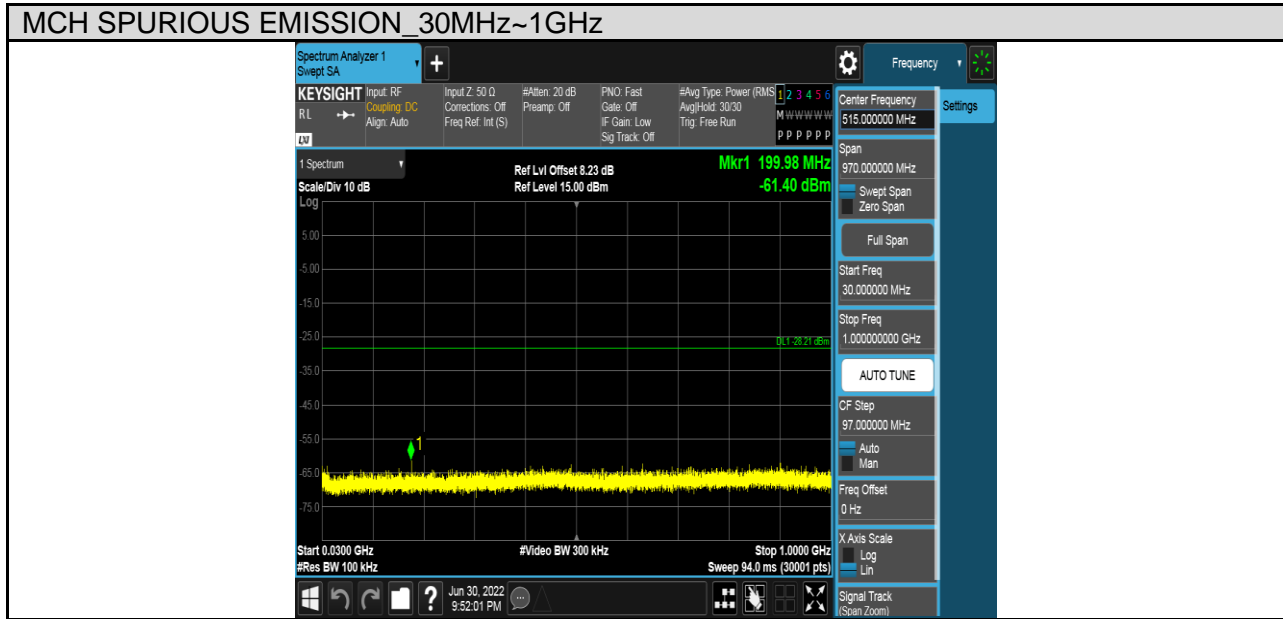 MCH SPURIOUS EMISSION_30MHz~1GHz
Spectrum Analyzer 1
Swept SA
Frequency
KEYSIGHT
RL
LXI
Input: RF
Coupling: DC
Align: Auto
Input Z: 50 Ω
Corrections: Off
Freq Ref: Int (S)
#Atten: 20 dB
Preamp: Off
PNO: Fast
Gate: Off
IF Gain: Low
Sig Track: Off
#Avg Type: Power (RMS
Avg|Hold: 30/30
Trig: Free Run
1 2 3 4 5 6
M W W W W W
P P P P P P
1 Spectrum
Scale/Div 10 dB
Log
Ref Lvl Offset 8.23 dB
Ref Level 15.00 dBm
Mkr1 199.98 MHz
-61.40 dBm
5.00
-5.00
-15.0
-25.0
DL1 -28.21 dBm
-35.0
-45.0
-55.0
1
-65.0
-75.0
Start 0.0300 GHz
#Res BW 100 kHz
#Video BW 300 kHz
Stop 1.0000 GHz
Sweep 94.0 ms (30001 pts)
Jun 30, 2022
9:52:01 PM
Center Frequency
515.000000 MHz
Settings
Span
970.000000 MHz
Swept Span
Zero Span
Full Span
Start Freq
30.000000 MHz
Stop Freq
1.000000000 GHz
AUTO TUNE
CF Step
97.000000 MHz
Auto
Man
Freq Offset
0 Hz
X Axis Scale
Log
Lin
Signal Track
(Span Zoom)